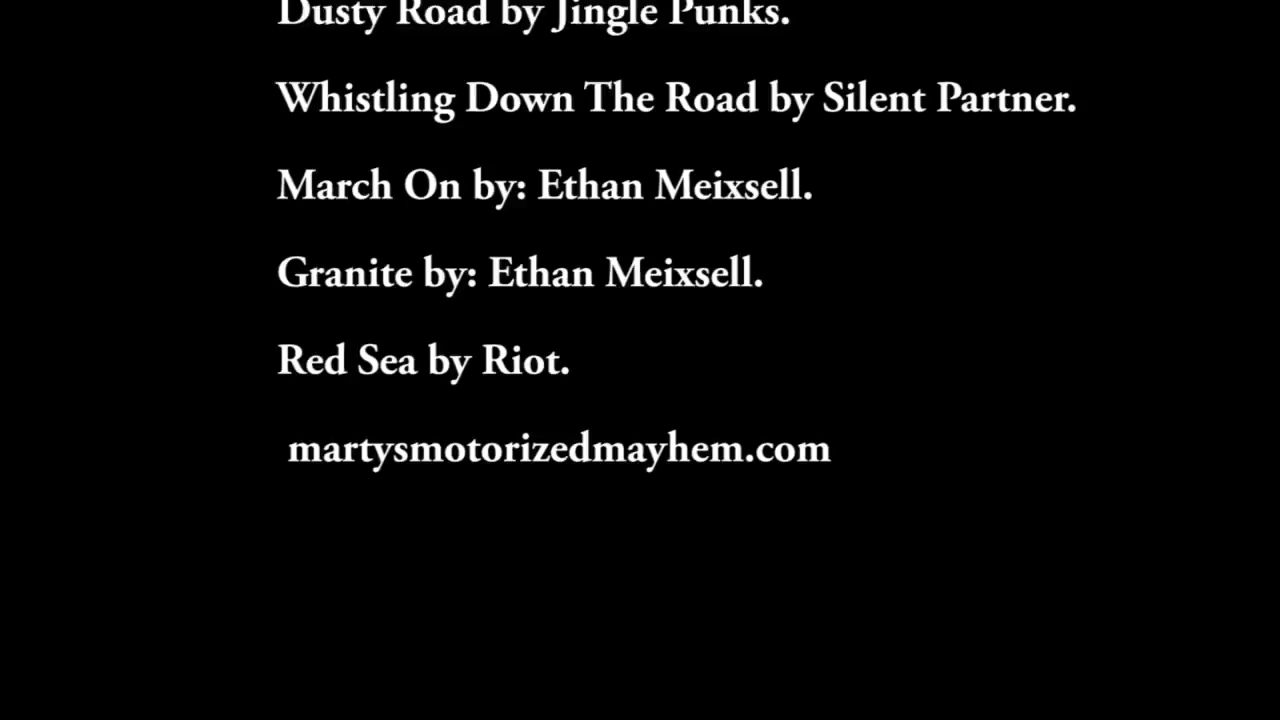 Dusty Road by Jingle Punks.
Whistling Down The Road by Silent Partner.
March On by: Ethan Meixsell.
Granite by: Ethan Meixsell.
Red Sea by Riot.
martysmotorizedmayhem.com